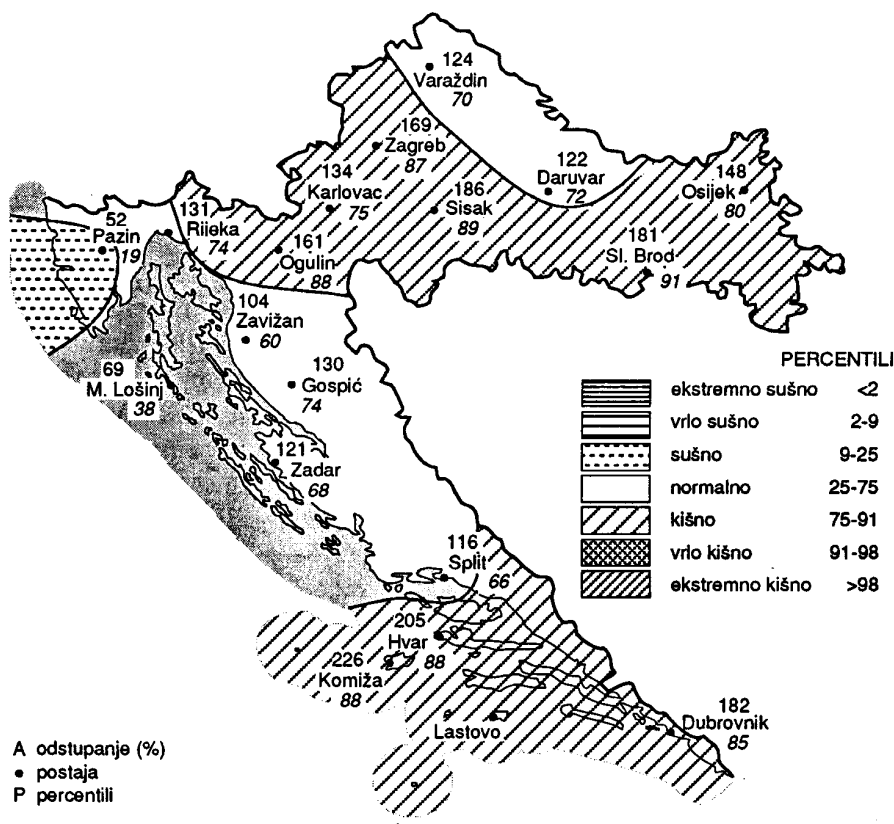 124
Varaždin
70
169
Zagreb
87
134
Karlovac
75
122
Daruvar
72
148
Osijek
80
186
Sisak
89
181
Sl. Brod
91
52
Pazin
19
131
Rijeka
74
161
Ogulin
88
104
Zavižan
60
69
M. Lošinj
38
130
Gospić
74
121
Zadar
68
116
Split
66
205
Hvar
88
226
Komiža
88
Lastovo
182
Dubrovnik
85
PERCENTILI
ekstremno sušno <2
vrlo sušno 2-9
sušno 9-25
normalno 25-75
kišno 75-91
vrlo kišno 91-98
ekstremno kišno >98
A odstupanje (%)
• postaja
P percentili